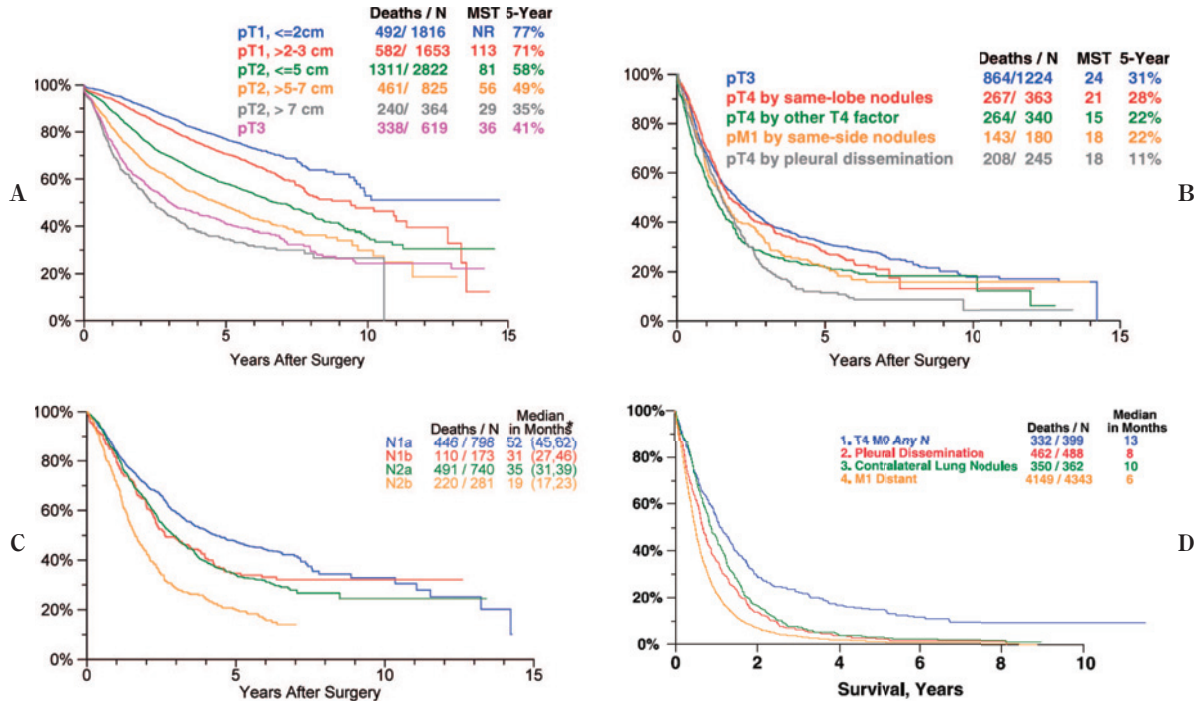 Deaths / N MST 5-Year
pT1, <=2cm 492/ 1816 NR 77%
pT1, >2-3 cm 582/ 1653 113 71%
pT2, <=5 cm 1311/ 2822 81 58%
pT2, >5-7 cm 461/ 825 56 49%
pT2, > 7 cm 240/ 364 29 35%
pT3 338/ 619 36 41%
100%
80%
60%
40%
20%
0%
0 5 10 15
Years After Surgery
A
Deaths / N MST 5-Year
pT3 864/1224 24 31%
pT4 by same-lobe nodules 267/ 363 21 28%
pT4 by other T4 factor 264/ 340 15 22%
pM1 by same-side nodules 143/ 180 18 22%
pT4 by pleural dissemination 208/ 245 18 11%
100%
80%
60%
40%
20%
0%
0 5 10 15
Years After Surgery
B
Median
Deaths / N in Months*
N1a 446 / 798 52 (45,62)
N1b 110 / 173 31 (27,46)
N2a 491 / 740 35 (31,39)
N2b 220 / 281 19 (17,23)
100%
80%
60%
40%
20%
0%
0 5 10 15
Years After Surgery
C
Median
Deaths / N in Months
1. T4 M0 Any N 332 / 399 13
2. Pleural Dissemination 462 / 488 8
3. Contralateral Lung Nodules 350 / 362 10
4. M1 Distant 4149 / 4343 6
100%
80%
60%
40%
20%
0%
0 2 4 6 8 10
Survival, Years
D